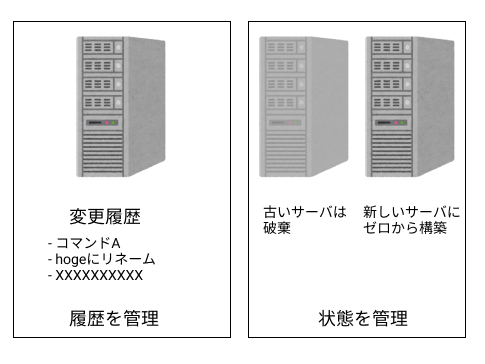 変更履歴
- コマンドA
- hogeにリネーム
- XXXXXXXXXX
履歴を管理
古いサーバは
破棄
新しいサーバに
ゼロから構築
状態を管理